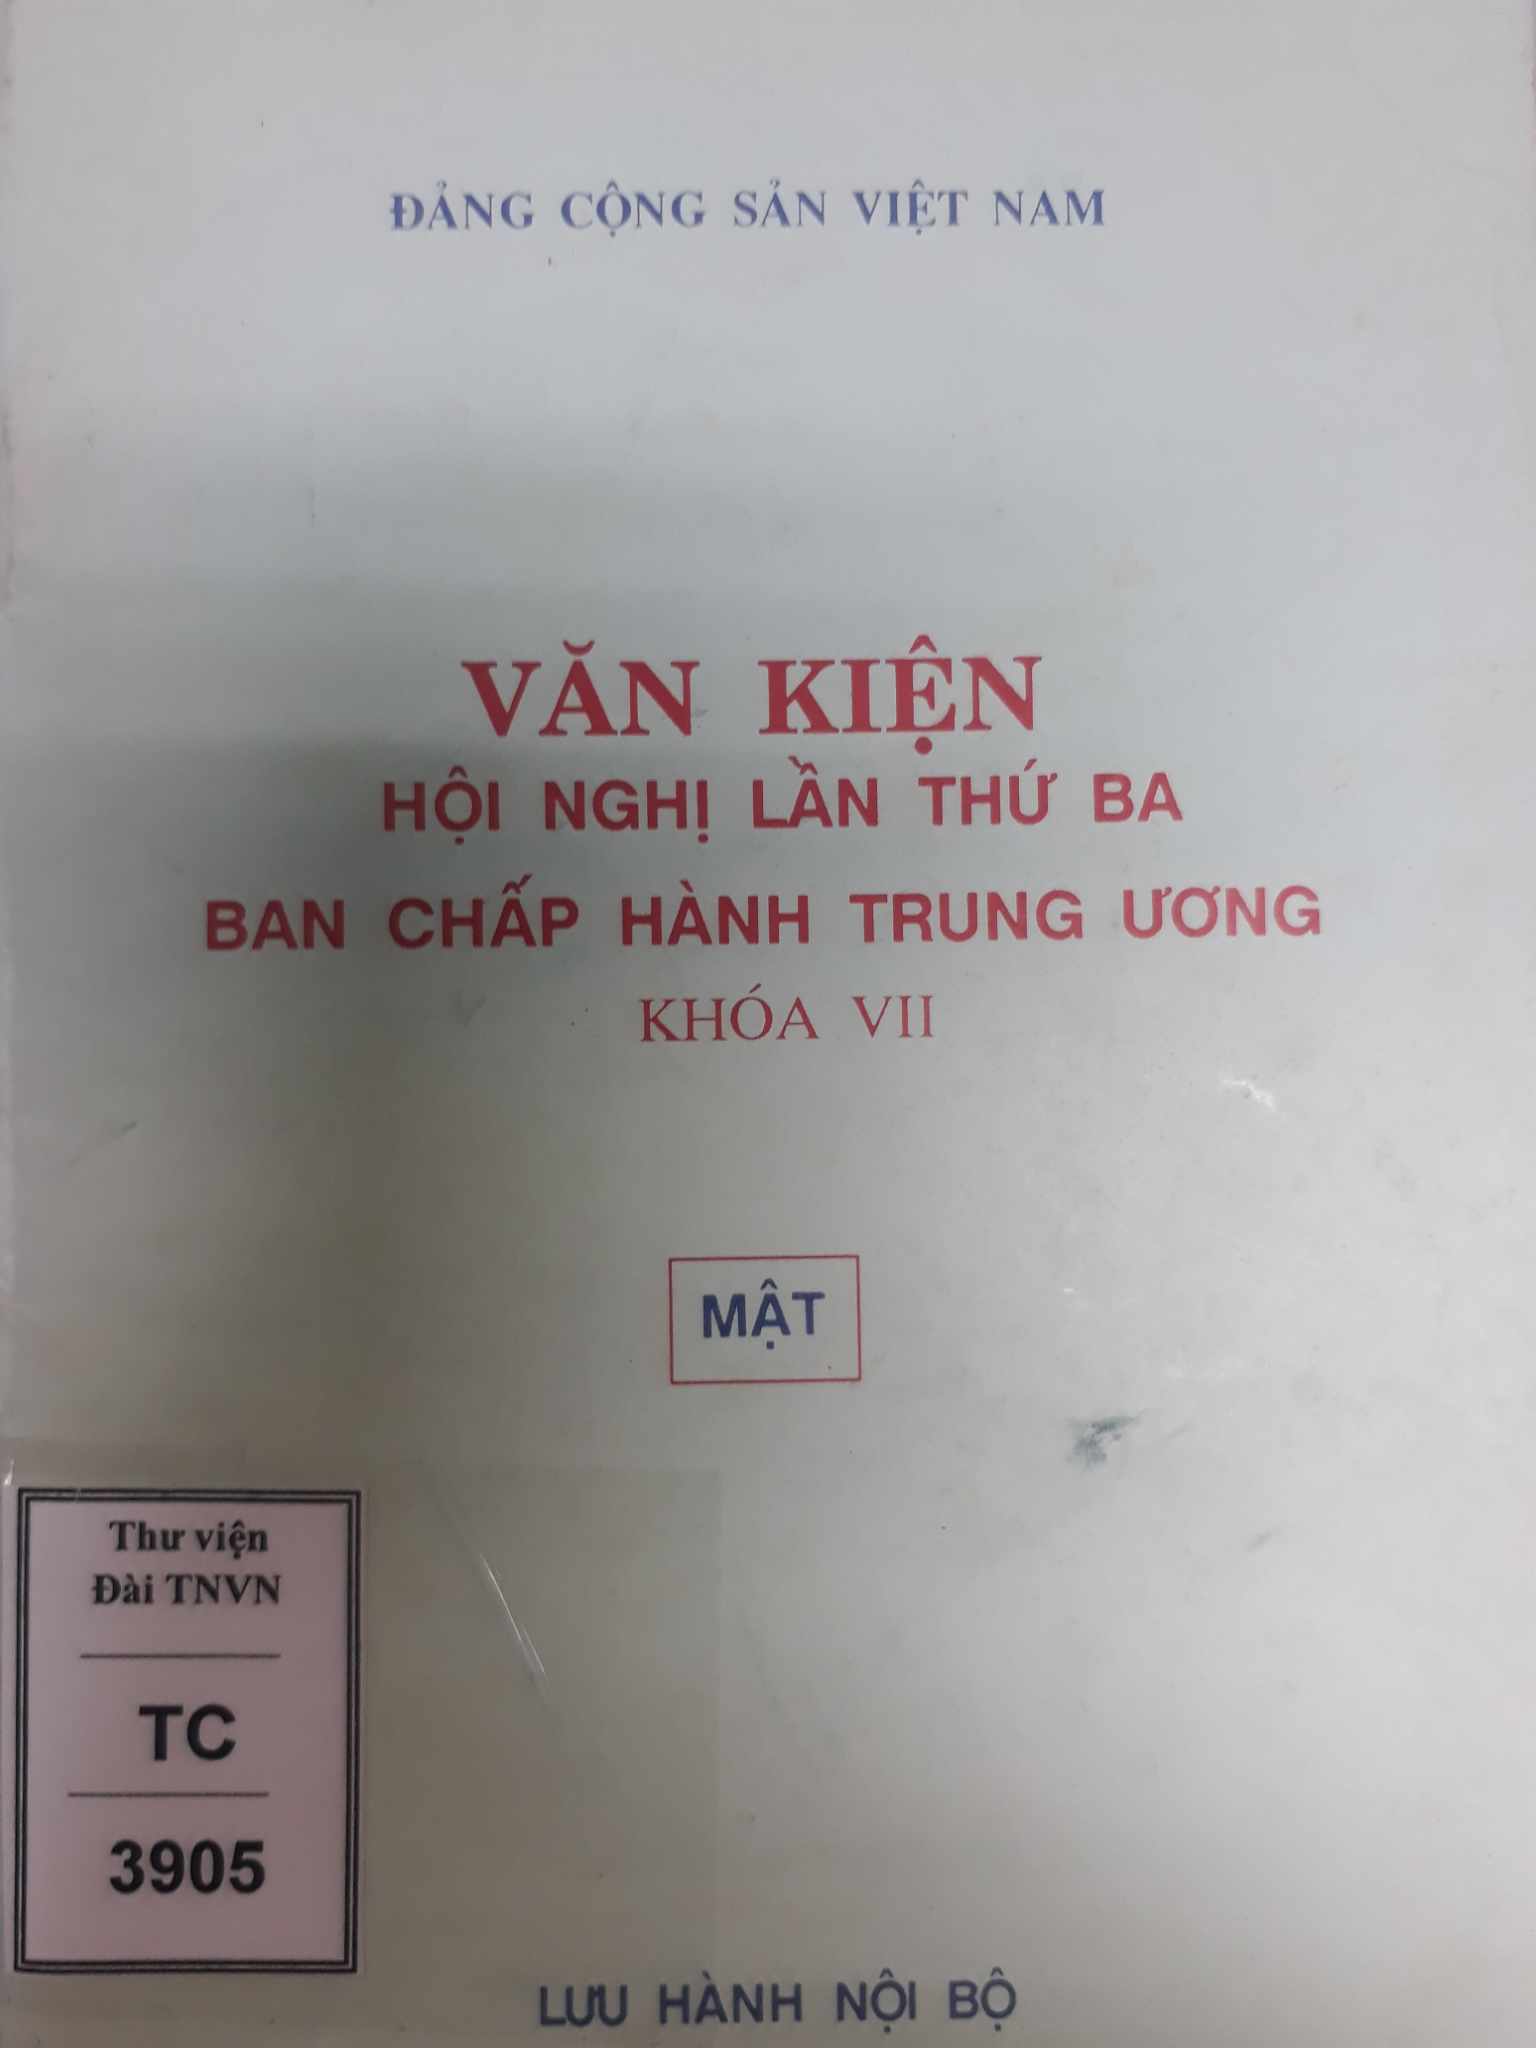 ĐẢNG CỘNG SẢN VIỆT NAM
VĂN KIỆN
HỘI NGHỊ LẦN THỨ BA
BAN CHẤP HÀNH TRUNG ƯƠNG
KHÓA VII
MẬT
Thư viện
Đài TNVN
TC
3905
LƯU HÀNH NỘI BỘ